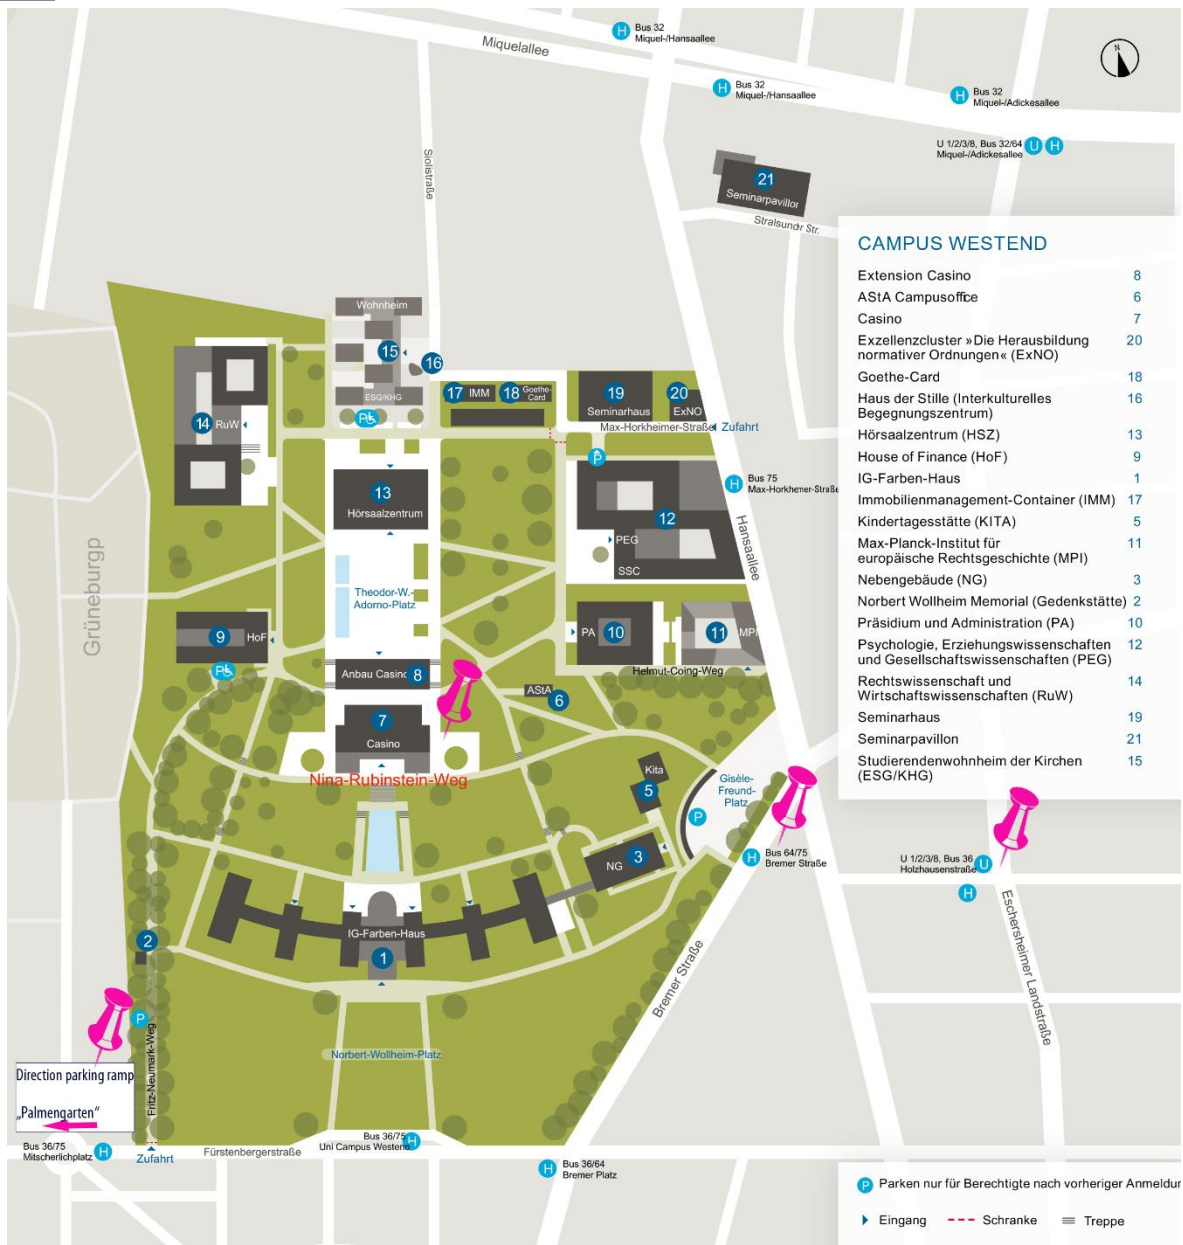 Bus 32
Miquel-/Hansaallee
Miquelallee
N
Bus 32
Miquel-/Hansaallee
Bus 32
Miquel-/Adickesallee
U 1/2/3/8, Bus 32/64
Miquel-/Adickesallee
H
H
H
U
H
Siolistraße
21
Seminarpavillon
Stralsunder Str.
CAMPUS WESTEND
Extension Casino 8
AStA Campusoffice 6
Casino 7
Exzellenzcluster »Die Herausbildung
normativer Ordnungen« (ExNO) 20
Goethe-Card 18
Haus der Stille (Interkulturelles
Begegnungszentrum) 16
Hörsaalzentrum (HSZ) 13
House of Finance (HoF) 9
IG-Farben-Haus 1
Immobilienmanagement-Container (IMM) 17
Kindertagesstätte (KITA) 5
Max-Planck-Institut für
europäische Rechtsgeschichte (MPI) 11
Nebengebäude (NG) 3
Norbert Wollheim Memorial (Gedenkstätte) 2
Präsidium und Administration (PA) 10
Psychologie, Erziehungswissenschaften
und Gesellschaftswissenschaften (PEG) 12
Rechtswissenschaft und
Wirtschaftswissenschaften (RuW) 14
Seminarhaus 19
Seminarpavillon 21
Studierendenwohnheim der Kirchen
(ESG/KHG) 15
Wohnheim
15
16
ESG/KHG
P
17 IMM
18 Goethe-
Card
19
Seminarhaus
20
ExNO
14 RuW
Max-Horkheimer-Straße
Zufahrt
P
13
Hörsaalzentrum
H
Bus 75
Max-Horkhemer-Straße
12
PEG
SSC
Hansaallee
Grüneburgp
Theodor-W.-
Adorno-Platz
9 HoF
P
PA 10
11 MPI
Helmut-Coing-Weg
Anbau Casino 8
AStA
6
7
Casino
Nina-Rubinstein-Weg
Kita
5
Gisèle-
Freund-
Platz
P
3
NG
H
Bus 64/75
Bremer Straße
U 1/2/3/8, Bus 36
Holzhausenstraße
U
H
Eschersheimer Landstraße
IG-Farben-Haus
1
2
Bremer Straße
P
Fritz-Neumark-Weg
Norbert-Wollheim-Platz
Direction parking ramp
„Palmengarten“
Bus 36/75
Mitscherlichplatz
H
Zufahrt
Fürstenbergerstraße
Bus 36/75
Uni Campus Westend
H
H
Bus 36/64
Bremer Platz
P Parken nur für Berechtigte nach vorheriger Anmeldun
Eingang Schranke Treppe